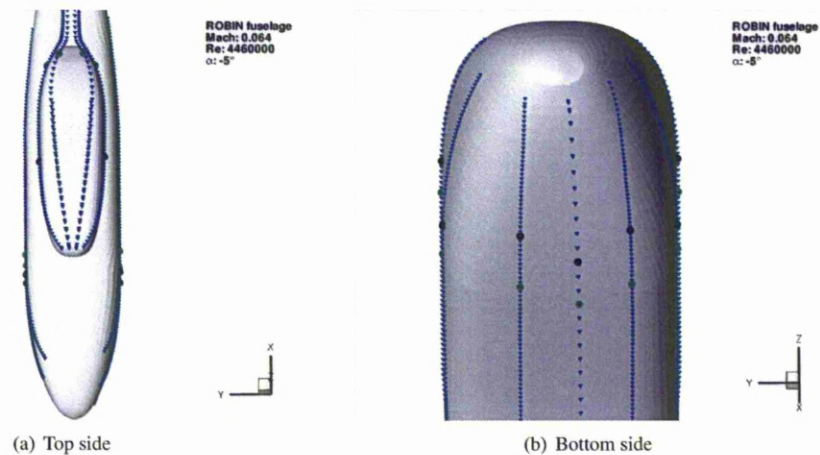 ROBIN fuselage
Mach: 0.064
Re: 4460000
α: -5°
X
Y
(a) Top side
ROBIN fuselage
Mach: 0.064
Re: 4460000
α: -5°
Z
Y
X
(b) Bottom side